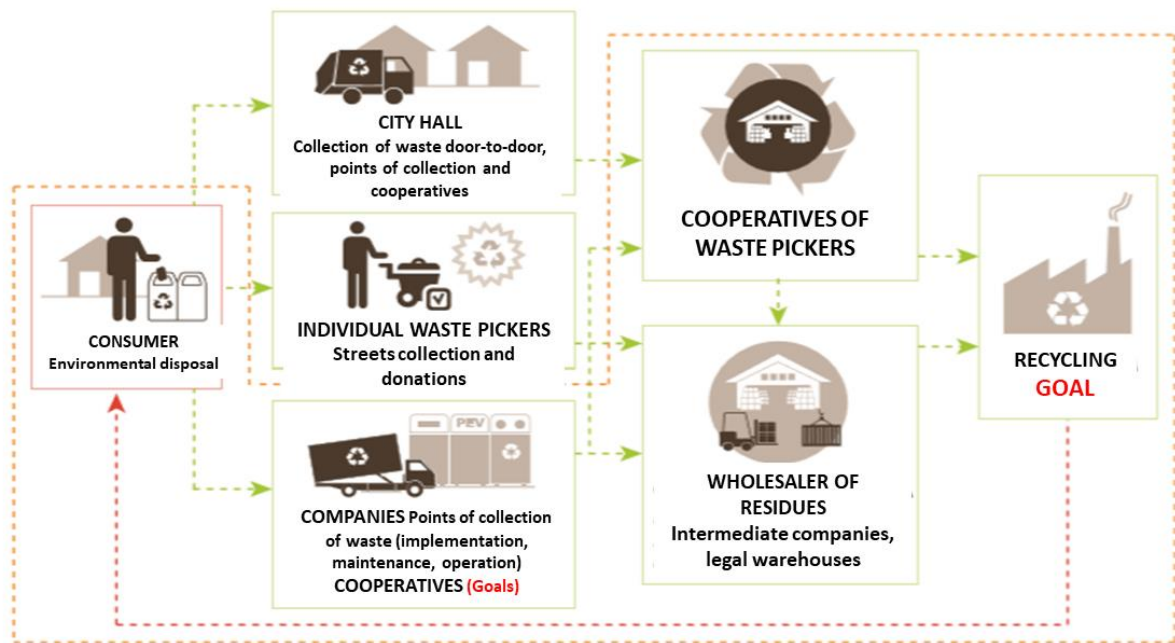 CITY HALL
Collection of waste door-to-door,
points of collection and
cooperatives
CONSUMER
Environmental disposal
INDIVIDUAL WASTE PICKERS
Streets collection and
donations
PEV
COMPANIES Points of collection
of waste (implementation,
maintenance, operation)
COOPERATIVES (Goals)
COOPERATIVES OF
WASTE PICKERS
WHOLESALER OF
RESIDUES
Intermediate companies,
legal warehouses
RECYCLING
GOAL